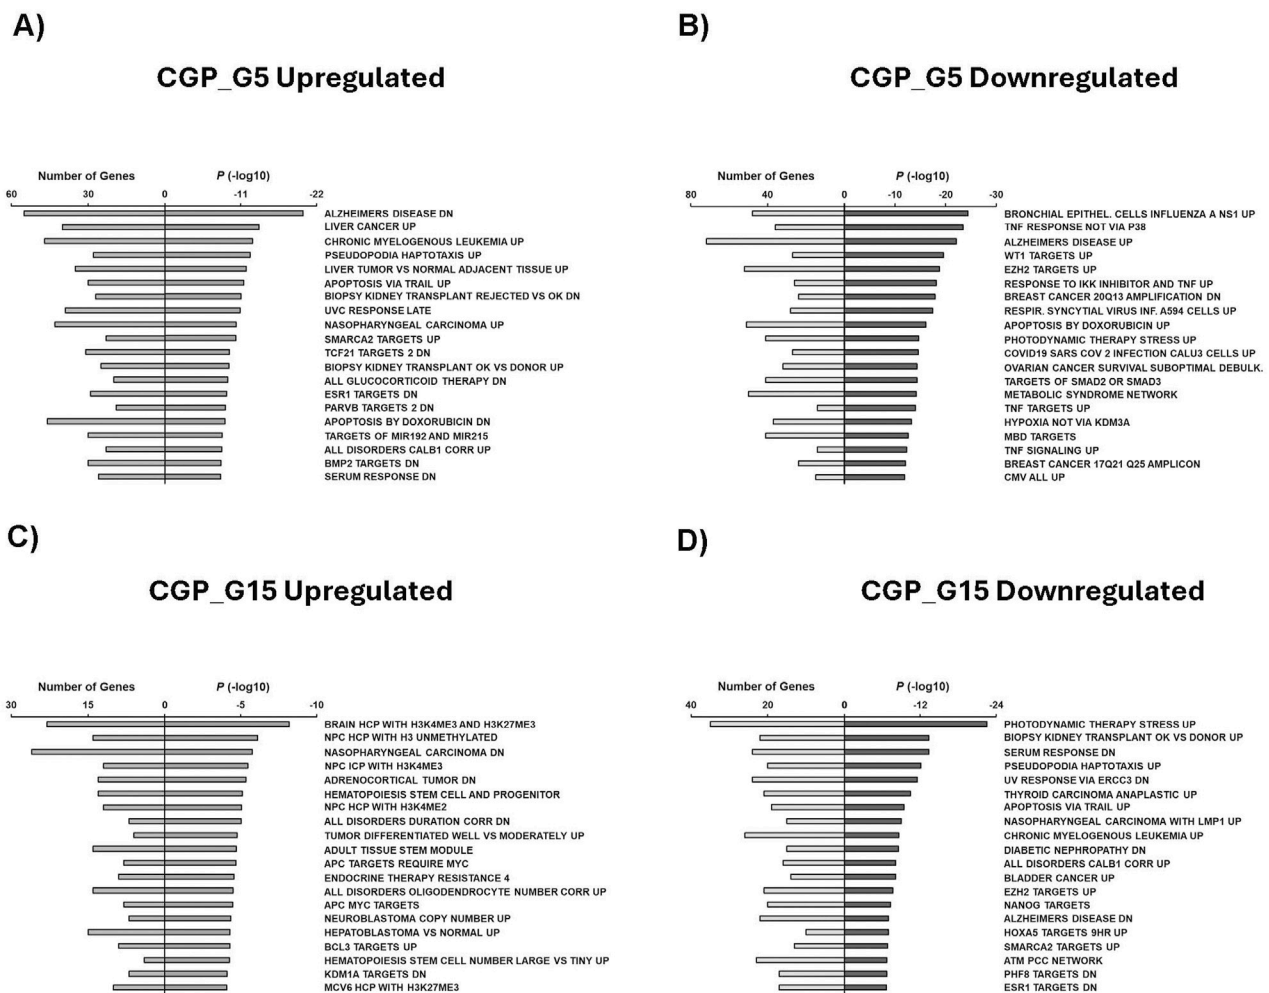 A)
CGP_G5 Upregulated
Number of Genes P (-log10)
60 30 0 -11 -22
ALZHEIMERS DISEASE DN
LIVER CANCER UP
CHRONIC MYELOGENOUS LEUKEMIA UP
PSEUDOPODIA HAPTOTAXIS UP
LIVER TUMOR VS NORMAL ADJACENT TISSUE UP
APOPTOSIS VIA TRAIL UP
BIOPSY KIDNEY TRANSPLANT REJECTED VS OK DN
UVC RESPONSE LATE
NASOPHARYNGEAL CARCINOMA UP
SMARCA2 TARGETS UP
TCF21 TARGETS 2 DN
BIOPSY KIDNEY TRANSPLANT OK VS DONOR UP
ALL GLUCOCORTICOID THERAPY DN
ESR1 TARGETS DN
PARVB TARGETS 2 DN
APOPTOSIS BY DOXORUBICIN DN
TARGETS OF MIR192 AND MIR215
ALL DISORDERS CALB1 CORR UP
BMP2 TARGETS DN
SERUM RESPONSE DN
B)
CGP_G5 Downregulated
Number of Genes P (-log10)
80 40 0 -10 -20 -30
BRONCHIAL EPITHEL. CELLS INFLUENZA A NS1 UP
TNF RESPONSE NOT VIA P38
ALZHEIMERS DISEASE UP
WT1 TARGETS UP
EZH2 TARGETS UP
RESPONSE TO IKK INHIBITOR AND TNF UP
BREAST CANCER 20Q13 AMPLIFICATION DN
RESPIR. SYNCYTIAL VIRUS INF. A594 CELLS UP
APOPTOSIS BY DOXORUBICIN UP
PHOTODYNAMIC THERAPY STRESS UP
COVID19 SARS COV 2 INFECTION CALU3 CELLS UP
OVARIAN CANCER SURVIVAL SUBOPTIMAL DEBULK.
TARGETS OF SMAD2 OR SMAD3
METABOLIC SYNDROME NETWORK
TNF TARGETS UP
HYPOXIA NOT VIA KDM3A
MBD TARGETS
TNF SIGNALING UP
BREAST CANCER 17Q21 Q25 AMPLICON
CMV ALL UP
C)
CGP_G15 Upregulated
Number of Genes P (-log10)
30 15 0 -5 -10
BRAIN HCP WITH H3K4ME3 AND H3K27ME3
NPC HCP WITH H3 UNMETHYLATED
NASOPHARYNGEAL CARCINOMA DN
NPC ICP WITH H3K4ME3
ADRENOCORTICAL TUMOR DN
HEMATOPOIESIS STEM CELL AND PROGENITOR
NPC HCP WITH H3K4ME2
ALL DISORDERS DURATION CORR DN
TUMOR DIFFERENTIATED WELL VS MODERATELY UP
ADULT TISSUE STEM MODULE
APC TARGETS REQUIRE MYC
ENDOCRINE THERAPY RESISTANCE 4
ALL DISORDERS OLIGODENDROCYTE NUMBER CORR UP
APC MYC TARGETS
NEUROBLASTOMA COPY NUMBER UP
HEPATOBLASTOMA VS NORMAL UP
BCL3 TARGETS UP
HEMATOPOIESIS STEM CELL NUMBER LARGE VS TINY UP
KDM1A TARGETS DN
MCV6 HCP WITH H3K27ME3
D)
CGP_G15 Downregulated
Number of Genes P (-log10)
40 20 0 -12 -24
PHOTODYNAMIC THERAPY STRESS UP
BIOPSY KIDNEY TRANSPLANT OK VS DONOR UP
SERUM RESPONSE DN
PSEUDOPODIA HAPTOTAXIS UP
UV RESPONSE VIA ERCC3 DN
THYROID CARCINOMA ANAPLASTIC UP
APOPTOSIS VIA TRAIL UP
NASOPHARYNGEAL CARCINOMA WITH LMP1 UP
CHRONIC MYELOGENOUS LEUKEMIA UP
DIABETIC NEPHROPATHY DN
ALL DISORDERS CALB1 CORR UP
BLADDER CANCER UP
EZH2 TARGETS UP
NANOG TARGETS
ALZHEIMERS DISEASE DN
HOXA5 TARGETS 9HR UP
SMARCA2 TARGETS UP
ATM PCC NETWORK
PHF8 TARGETS DN
ESR1 TARGETS DN